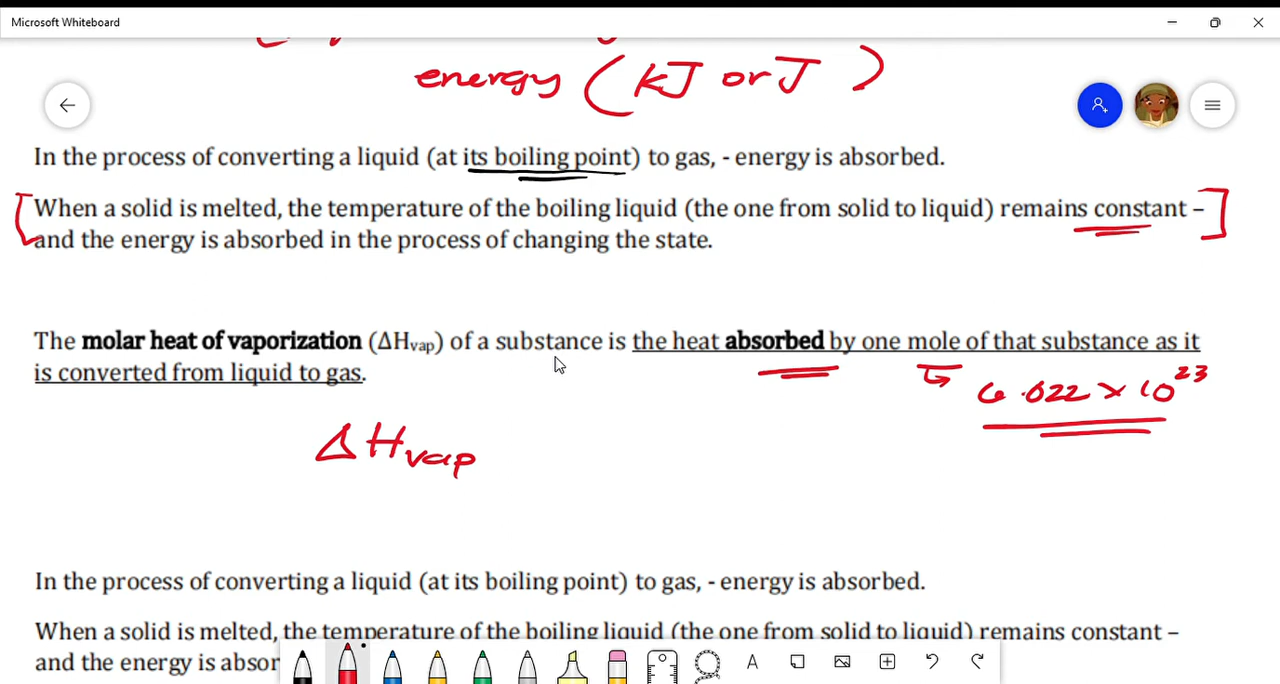 Microsoft Whiteboard
energy (kJ or J )
In the process of converting a liquid (at its boiling point) to gas, - energy is absorbed.
[When a solid is melted, the temperature of the boiling liquid (the one from solid to liquid) remains constant – ]
and the energy is absorbed in the process of changing the state.
The molar heat of vaporization (ΔHvap) of a substance is the heat absorbed by one mole of that substance as it
is converted from liquid to gas.
6.022 x 10^23
ΔHvap
In the process of converting a liquid (at its boiling point) to gas, - energy is absorbed.
When a solid is melted, the temperature of the boiling liquid (the one from solid to liquid) remains constant –
and the energy is absor
A